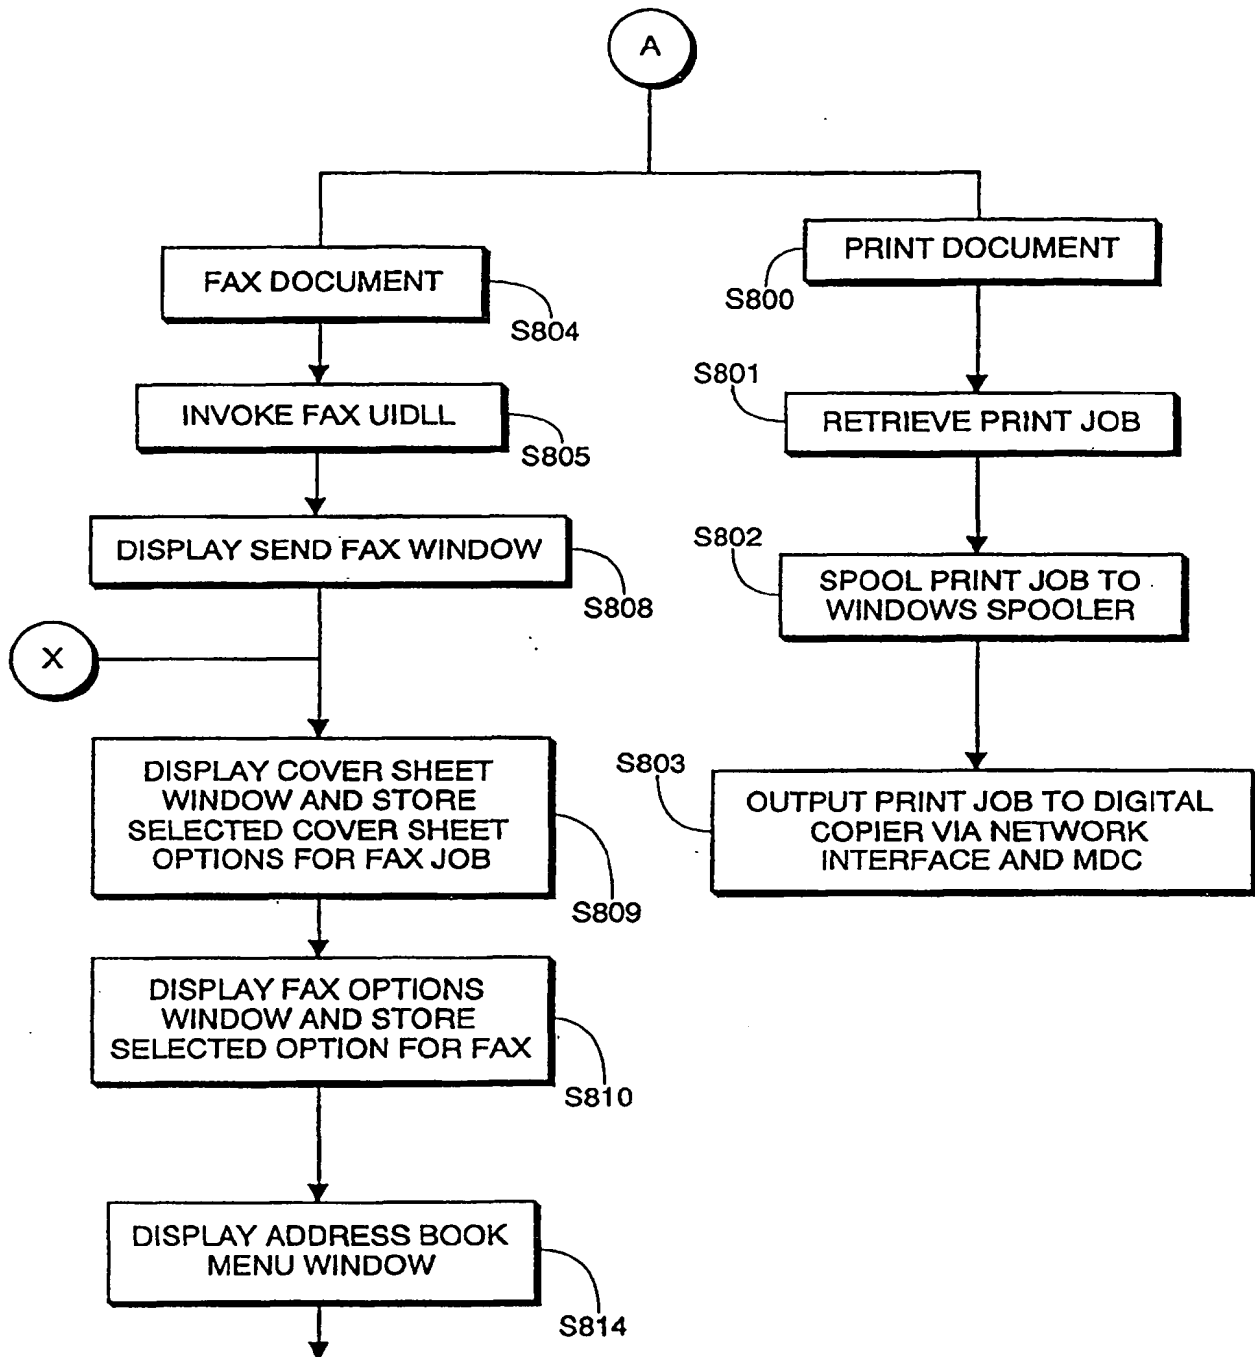 A
FAX DOCUMENT
S804
INVOKE FAX UIDLL
S805
DISPLAY SEND FAX WINDOW
S808
X
DISPLAY COVER SHEET
WINDOW AND STORE
SELECTED COVER SHEET
OPTIONS FOR FAX JOB
S809
DISPLAY FAX OPTIONS
WINDOW AND STORE
SELECTED OPTION FOR FAX
S810
DISPLAY ADDRESS BOOK
MENU WINDOW
S814
PRINT DOCUMENT
S800
S801
RETRIEVE PRINT JOB
S802
SPOOL PRINT JOB TO
WINDOWS SPOOLER
S803
OUTPUT PRINT JOB TO DIGITAL
COPIER VIA NETWORK
INTERFACE AND MDC